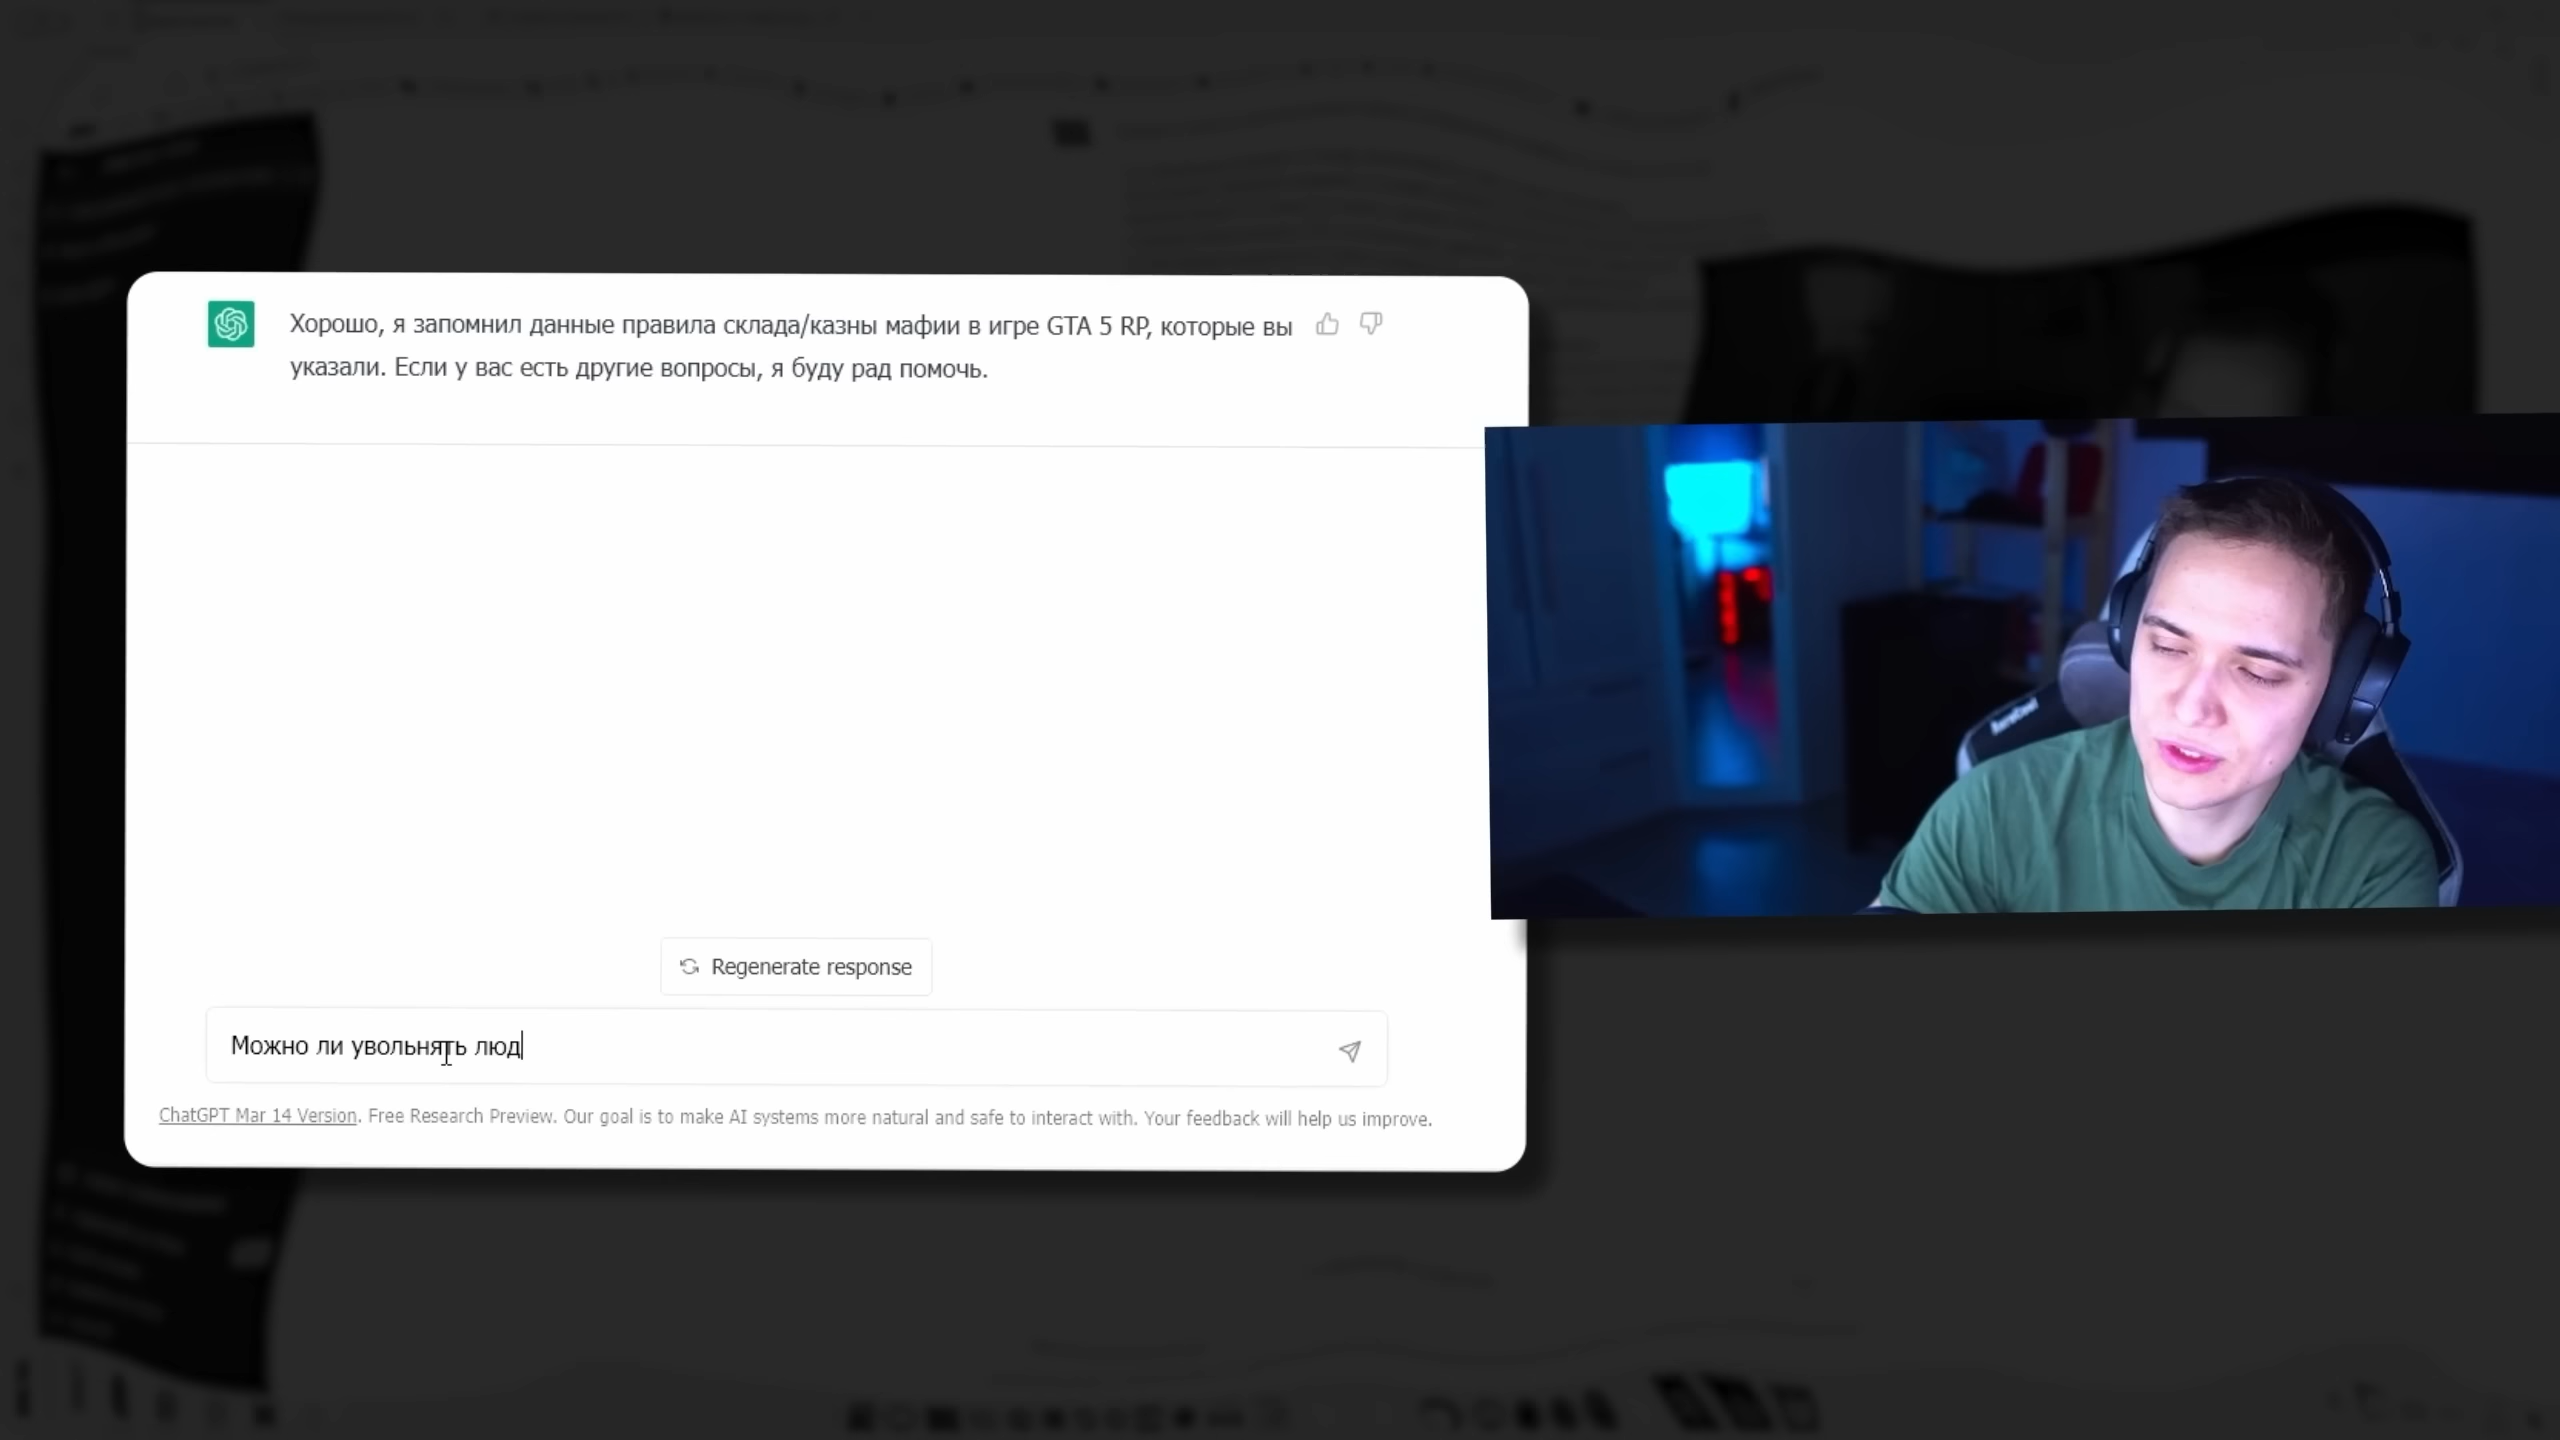 Хорошо, я запомнил данные правила склада/казны мафии в игре GTA 5 RP, которые вы
указали. Если у вас есть другие вопросы, я буду рад помочь.
Regenerate response
Можно ли увольнять люд
ChatGPT Mar 14 Version. Free Research Preview. Our goal is to make AI systems more natural and safe to interact with. Your feedback will help us improve.